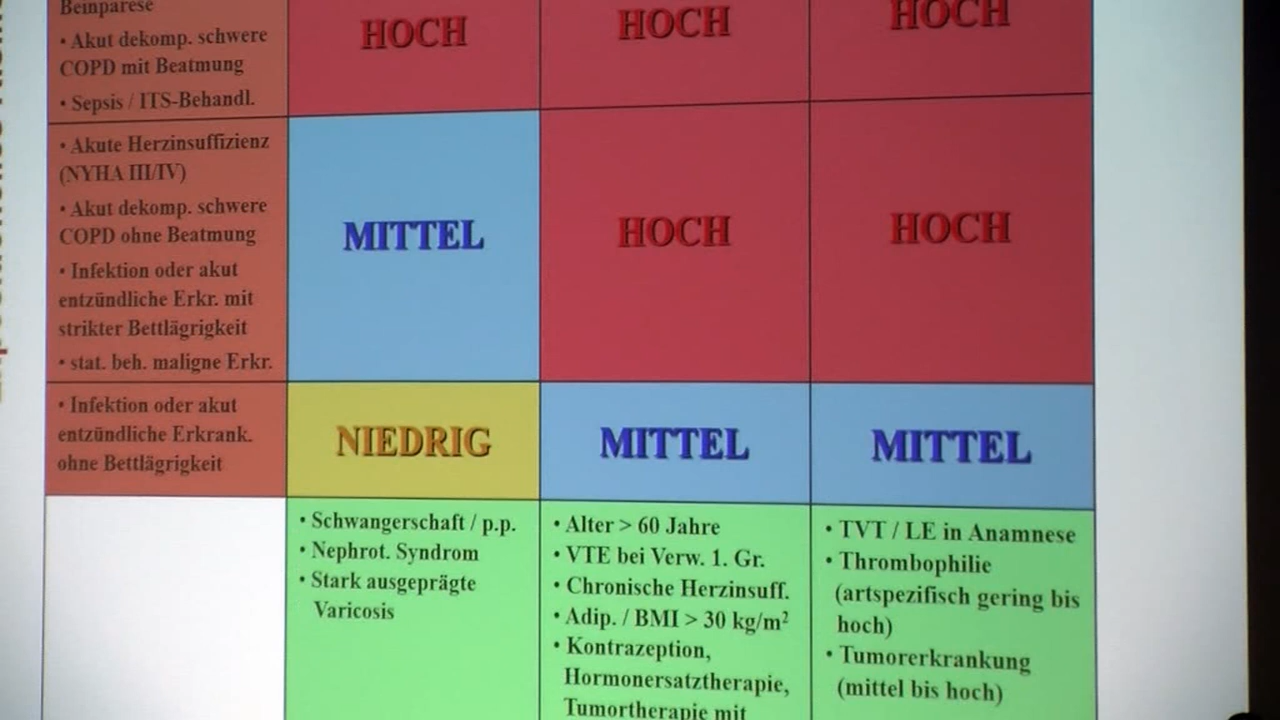 Beinparese
• Akut dekomp. schwere
COPD mit Beatmung
• Sepsis / ITS-Behandl.
HOCH
HOCH
HOCH
• Akute Herzinsuffizienz
(NYHA III/IV)
• Akut dekomp. schwere
COPD ohne Beatmung
• Infektion oder akut
entzündliche Erkr. mit
strikter Bettlägrigkeit
• stat. beh. maligne Erkr.
MITTEL
HOCH
HOCH
• Infektion oder akut
entzündliche Erkrank.
ohne Bettlägrigkeit
NIEDRIG
MITTEL
MITTEL
• Schwangerschaft / p.p.
• Nephrot. Syndrom
• Stark ausgeprägte
Varicosis
• Alter > 60 Jahre
• VTE bei Verw. 1. Gr.
• Chronische Herzinsuff.
• Adip. / BMI > 30 kg/m²
• Kontrazeption,
Hormonersatztherapie,
Tumortherapie mit
• TVT / LE in Anamnese
• Thrombophilie
(artspezifisch gering bis
hoch)
• Tumorerkrankung
(mittel bis hoch)